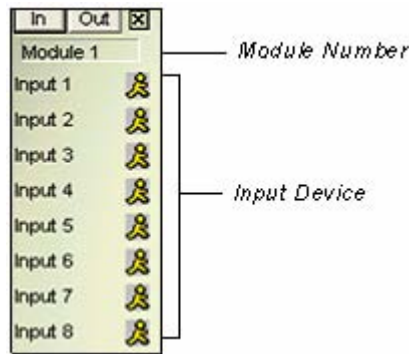 In Out
Module 1
Module Number
Input 1
Input 2
Input 3
Input 4
Input 5
Input 6
Input 7
Input 8
Input Device